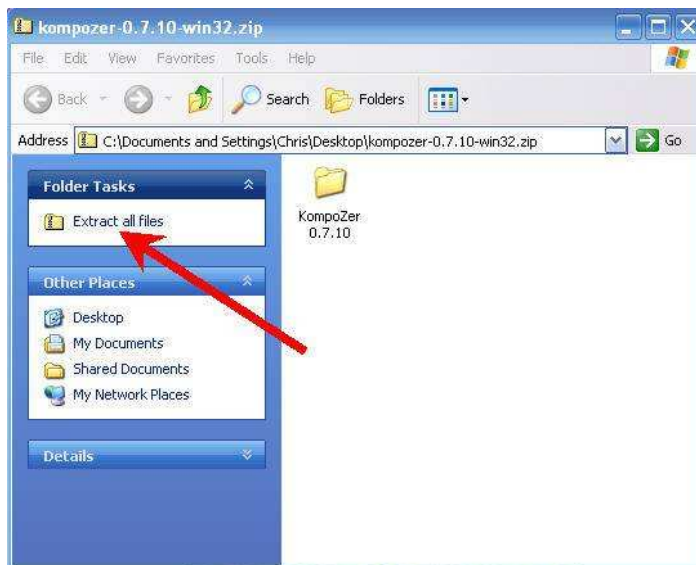 kompozer-0.7.10-win32.zip
File Edit View Favorites Tools Help
Back Search Folders
Address C:\Documents and Settings\Chris\Desktop\kompozer-0.7.10-win32.zip Go
Folder Tasks
Extract all files
KompoZer
0.7.10
Other Places
Desktop
My Documents
Shared Documents
My Network Places
Details